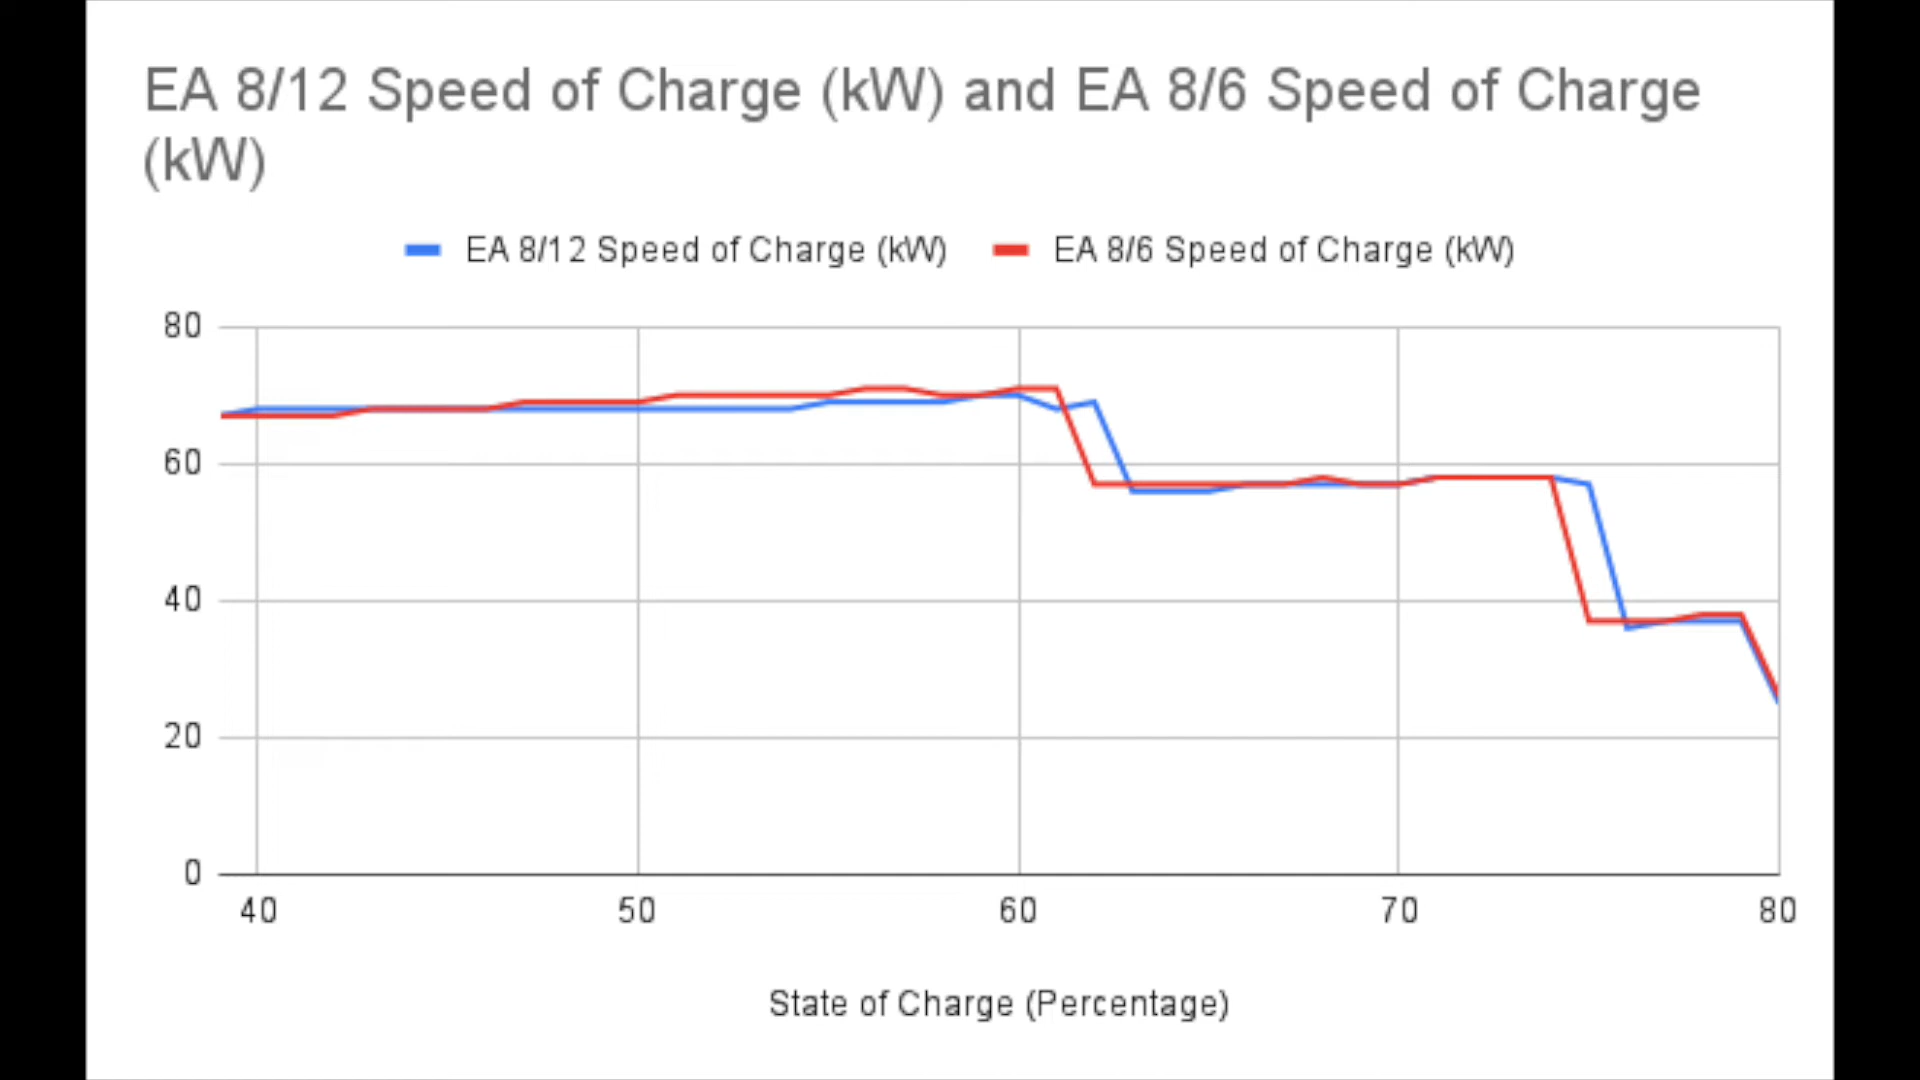 EA 8/12 Speed of Charge (kW) and EA 8/6 Speed of Charge
(kW)
EA 8/12 Speed of Charge (kW) EA 8/6 Speed of Charge (kW)
80
60
40
20
0
40 50 60 70 80
State of Charge (Percentage)